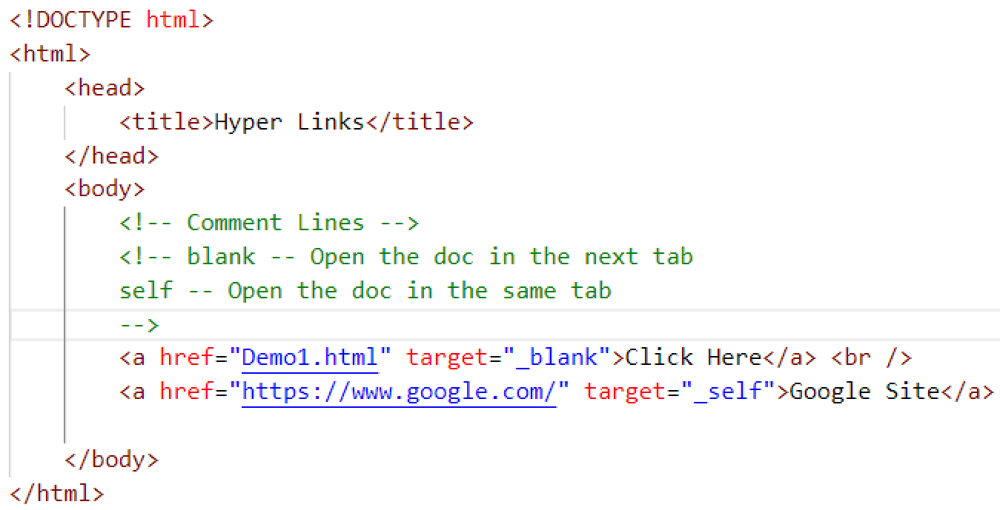 <!DOCTYPE html>
<html>
    <head>
        <title>Hyper Links</title>
    </head>
    <body>
        <!-- Comment Lines -->
        <!-- blank -- Open the doc in the next tab
        self -- Open the doc in the same tab
        -->
        <a href="Demo1.html" target="_blank">Click Here</a> <br />
        <a href="https://www.google.com/" target="_self">Google Site</a>
    </body>
</html>